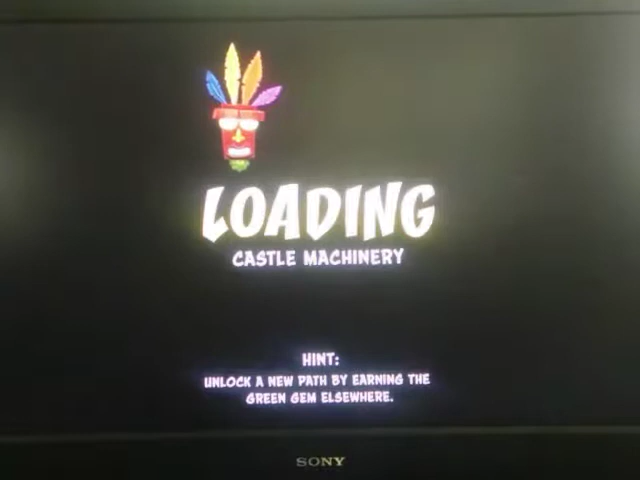 LOADING
CASTLE MACHINERY
HINT:
UNLOCK A NEW PATH BY EARNING THE
GREEN GEM ELSEWHERE.
SONY